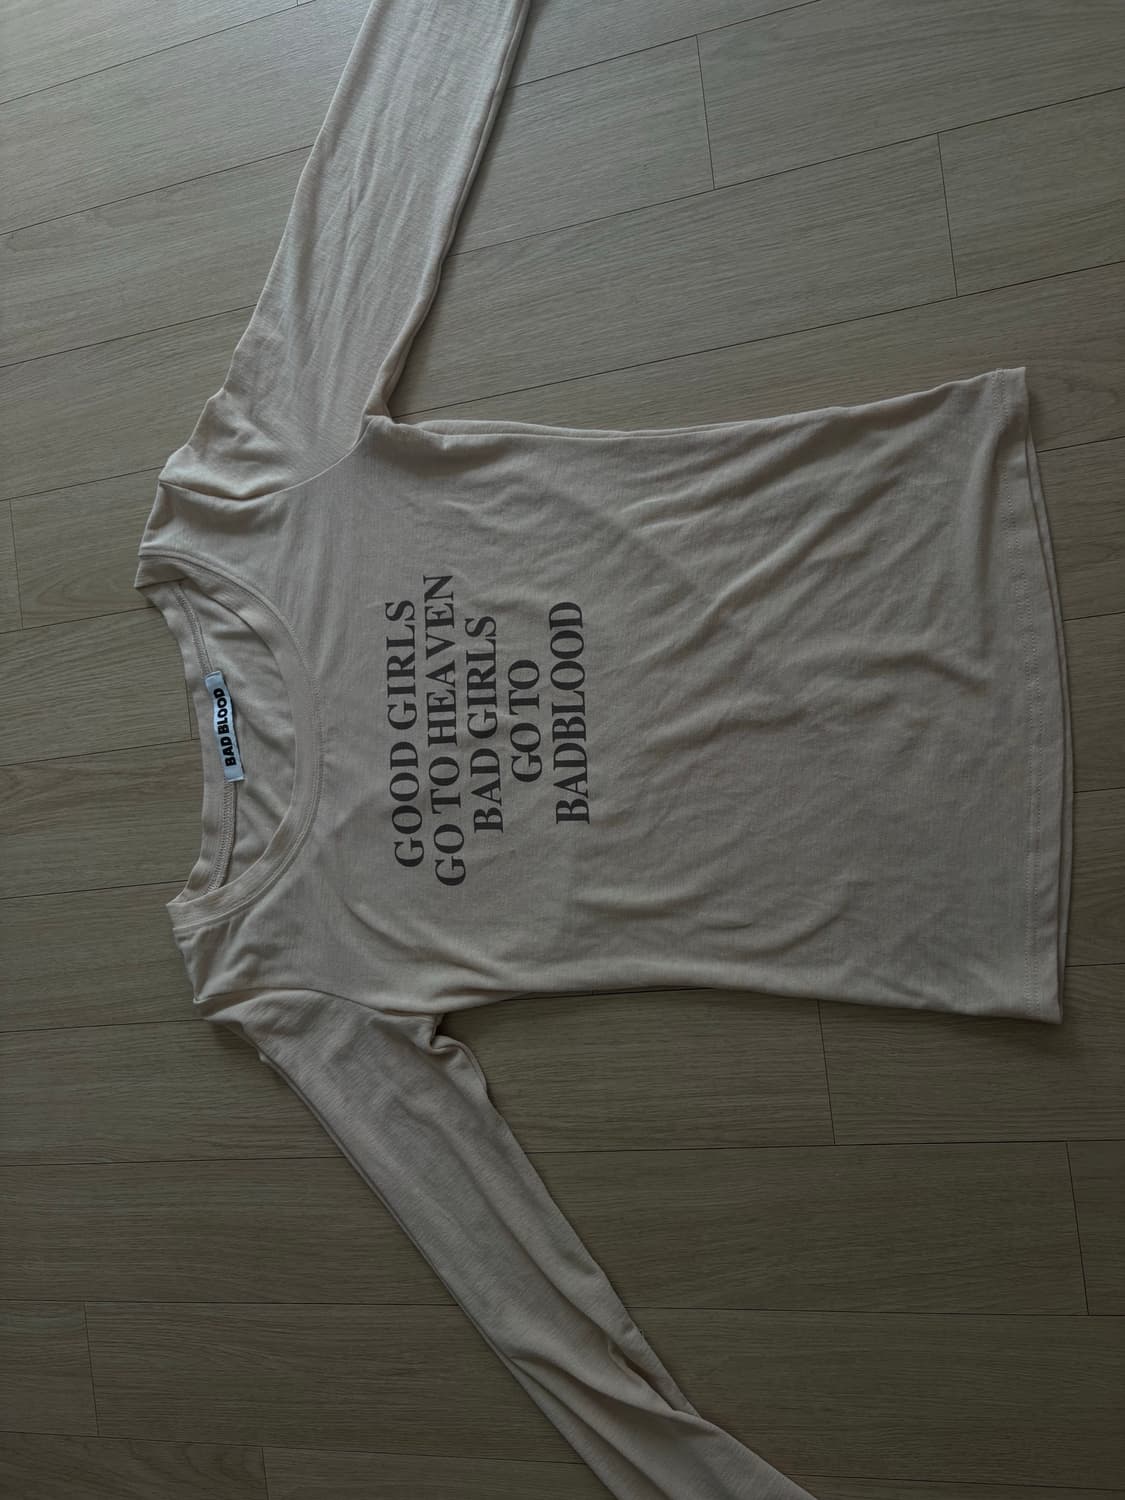 BAD BLOOD
GOOD GIRLS
GO TO HEAVEN
BAD GIRLS
GO TO
BADBLOOD